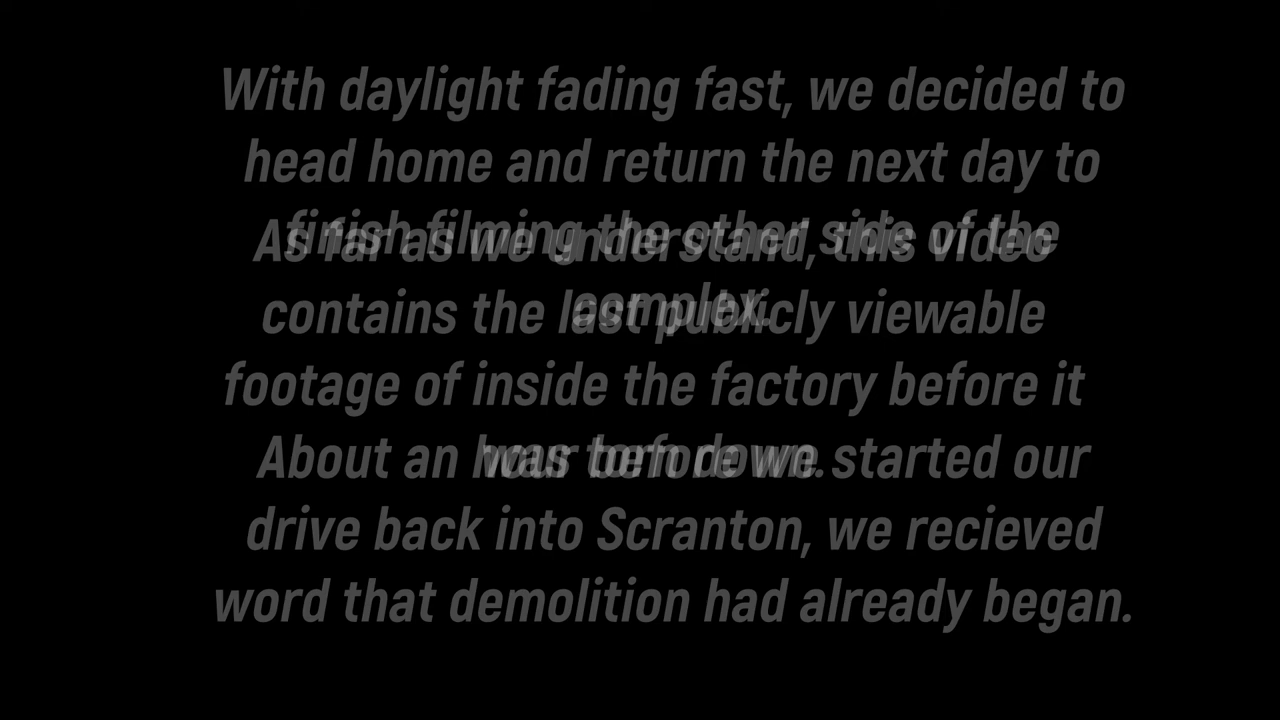 With daylight fading fast, we decided to
head home and return the next day to
finish filming the other side of the
complex.
As far as we understand, this video
contains the last publicly viewable
footage of inside the factory before it
was torn down.
About an hour before we started our
drive back into Scranton, we recieved
word that demolition had already began.